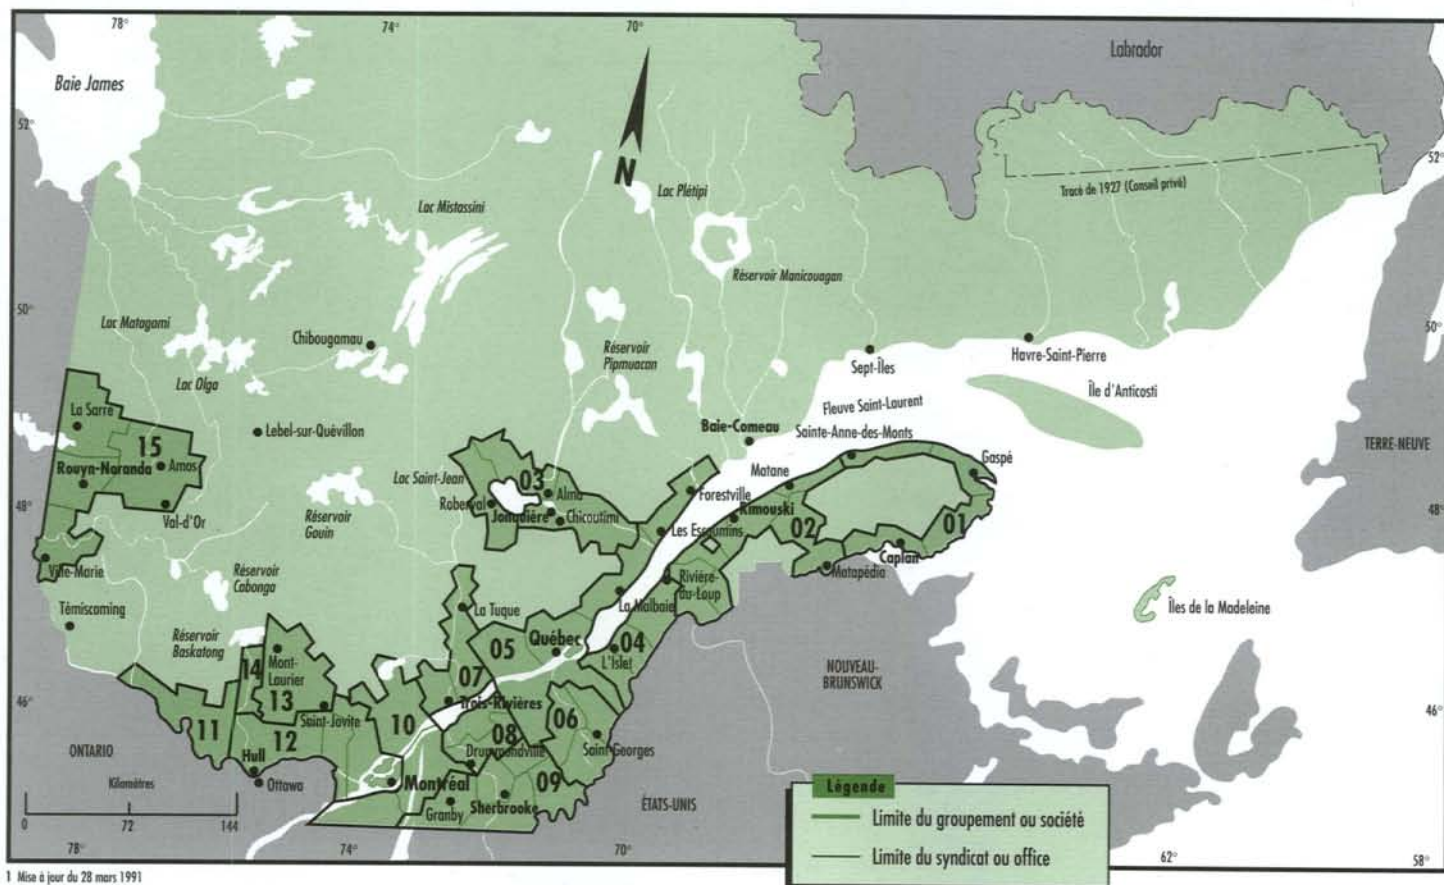 78°
74°
70°
Labrador
Baie James
52°
52°
N
Lac Plétipi
Tracé de 1927 (Conseil privé)
Lac Mistassini
Réservoir Manicouagan
50°
Lac Matagami
50°
Chibougamau
Réservoir
Pipmuacan
Havre-Saint-Pierre
Sept-Îles
Lac Olga
Île d'Anticosti
Fleuve Saint-Laurent
La Sarre
Baie-Comeau
Sainte-Anne-des-Monts
Lebel-sur-Quévillon
TERRE-NEUVE
15
Rouyn-Noranda
Amos
Lac Saint-Jean
03
Matane
Gaspé
Alma
Forestville
Roberval
48°
Val-d'Or
Réservoir
Gouin
Jonquière
Chicoutimi
Rimouski
48°
Les Escoumins
02
01
Caplan
Ville-Marie
Réservoir
Cabonga
Matapédia
Rivière-
du-Loup
Témiscaming
La Tuque
La Malbaie
Îles de la Madeleine
Réservoir
Baskatong
05
Québec
04
L'Islet
14
Mont-
Laurier
07
NOUVEAU-
BRUNSWICK
46°
13
Trois-Rivières
46°
Saint-Jovite
11
10
06
12
08
Saint-Georges
ONTARIO
Hull
Drummondville
Kilomètres
Ottawa
Montréal
09
Granby
Sherbrooke
ÉTATS-UNIS
0
72
144
Légende
Limite du groupement ou société
Limite du syndicat ou office
78°
74°
70°
62°
58°
1 Mise à jour du 28 mars 1991